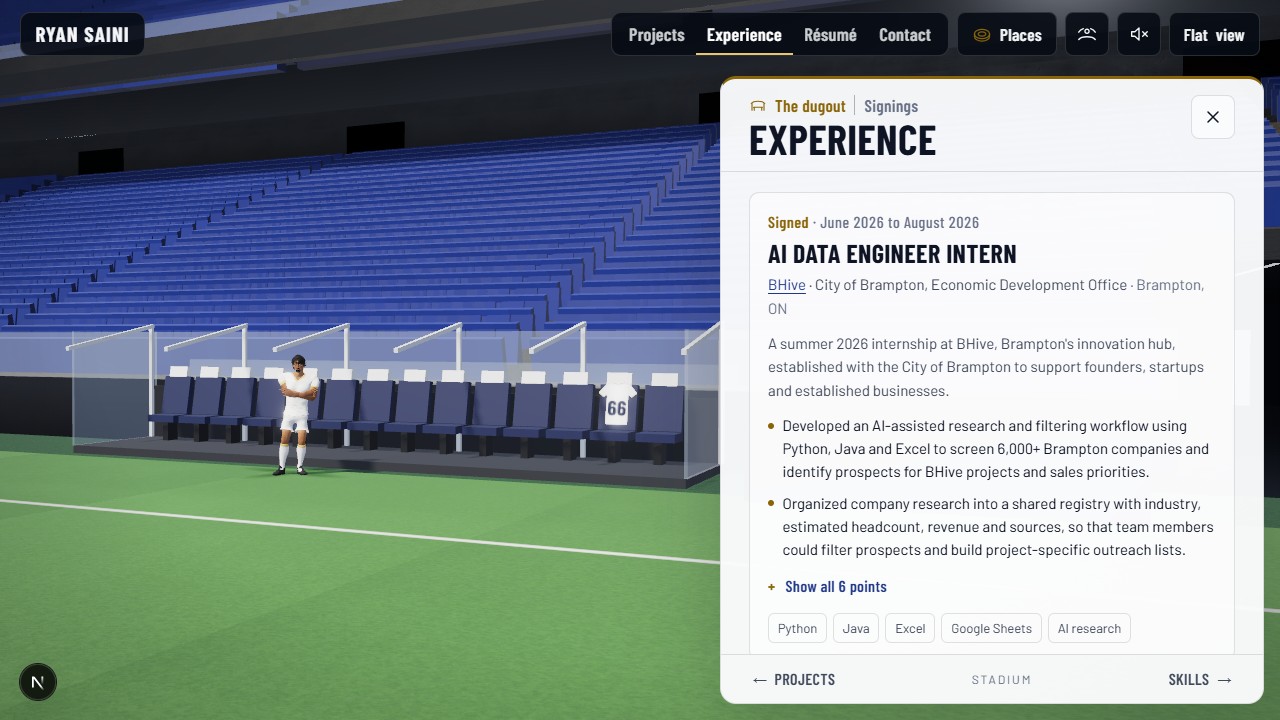 RYAN SAINI
Projects Experience Résumé Contact Places Flat view
The dugout | Signings
EXPERIENCE
Signed · June 2026 to August 2026
AI DATA ENGINEER INTERN
BHive · City of Brampton, Economic Development Office · Brampton,
ON
A summer 2026 internship at BHive, Brampton's innovation hub,
established with the City of Brampton to support founders, startups
and established businesses.
• Developed an AI-assisted research and filtering workflow using
Python, Java and Excel to screen 6,000+ Brampton companies and
identify prospects for BHive projects and sales priorities.
• Organized company research into a shared registry with industry,
estimated headcount, revenue and sources, so that team members
could filter prospects and build project-specific outreach lists.
+ Show all 6 points
Python Java Excel Google Sheets AI research
← PROJECTS STADIUM SKILLS →
66
N